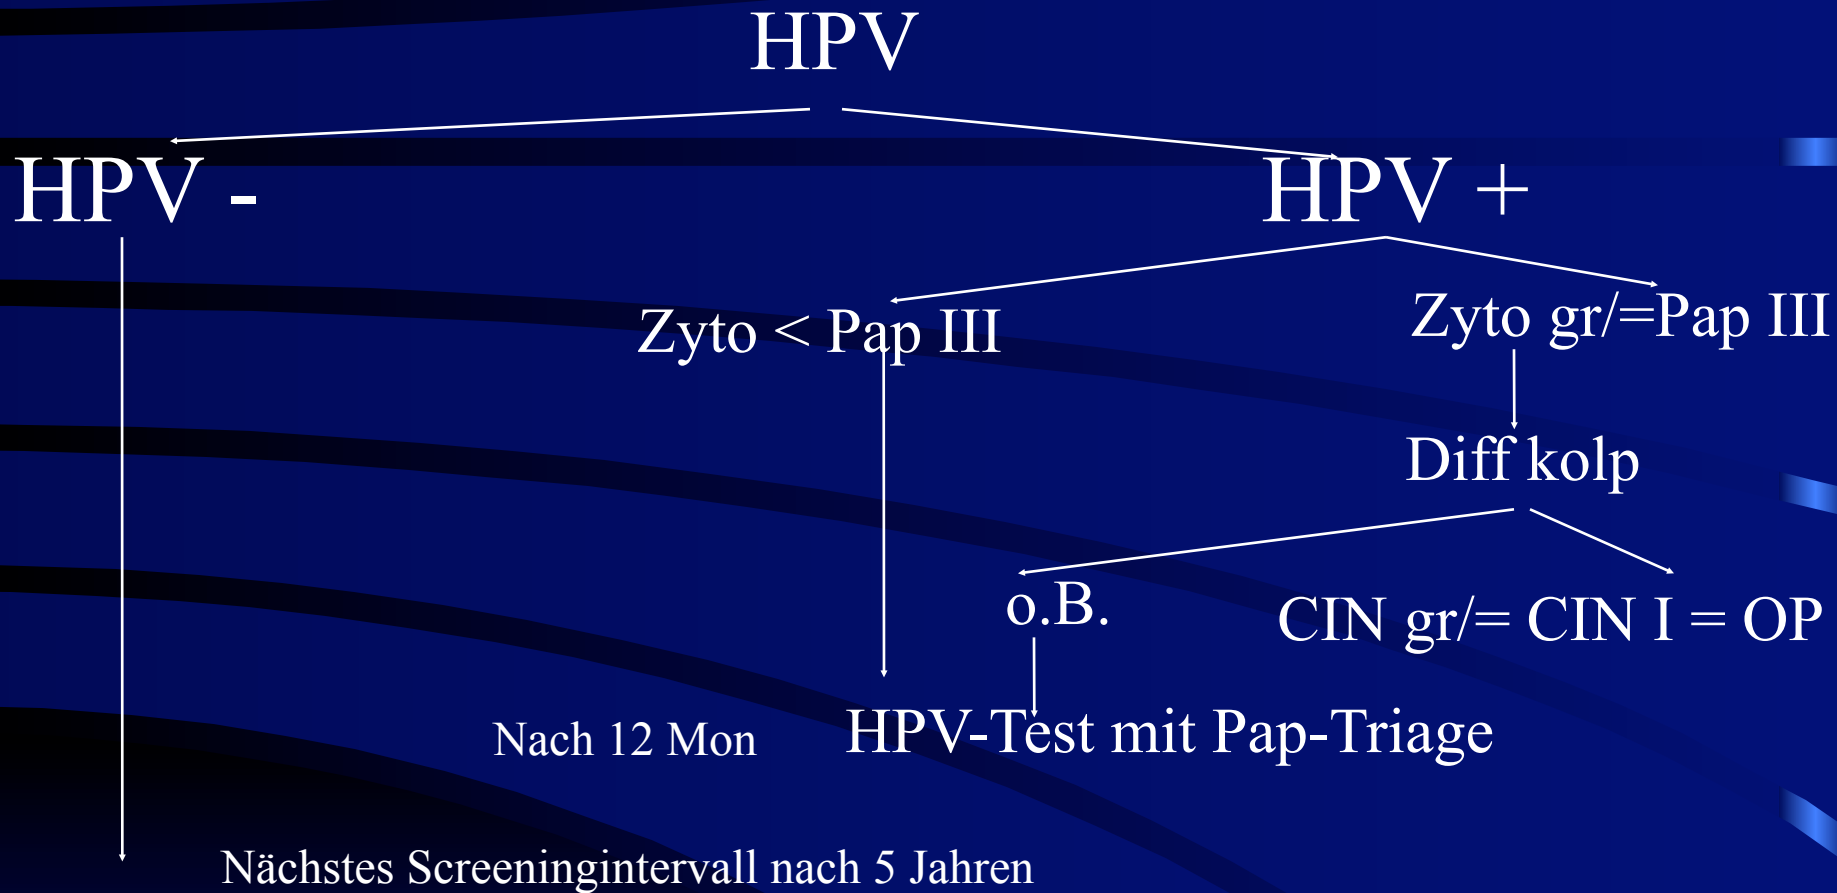 HPV
HPV -
HPV +
Zyto < Pap III
Zyto gr/=Pap III
Diff kolp
o.B.
CIN gr/= CIN I = OP
Nach 12 Mon
HPV-Test mit Pap-Triage
Nächstes Screeningintervall nach 5 Jahren